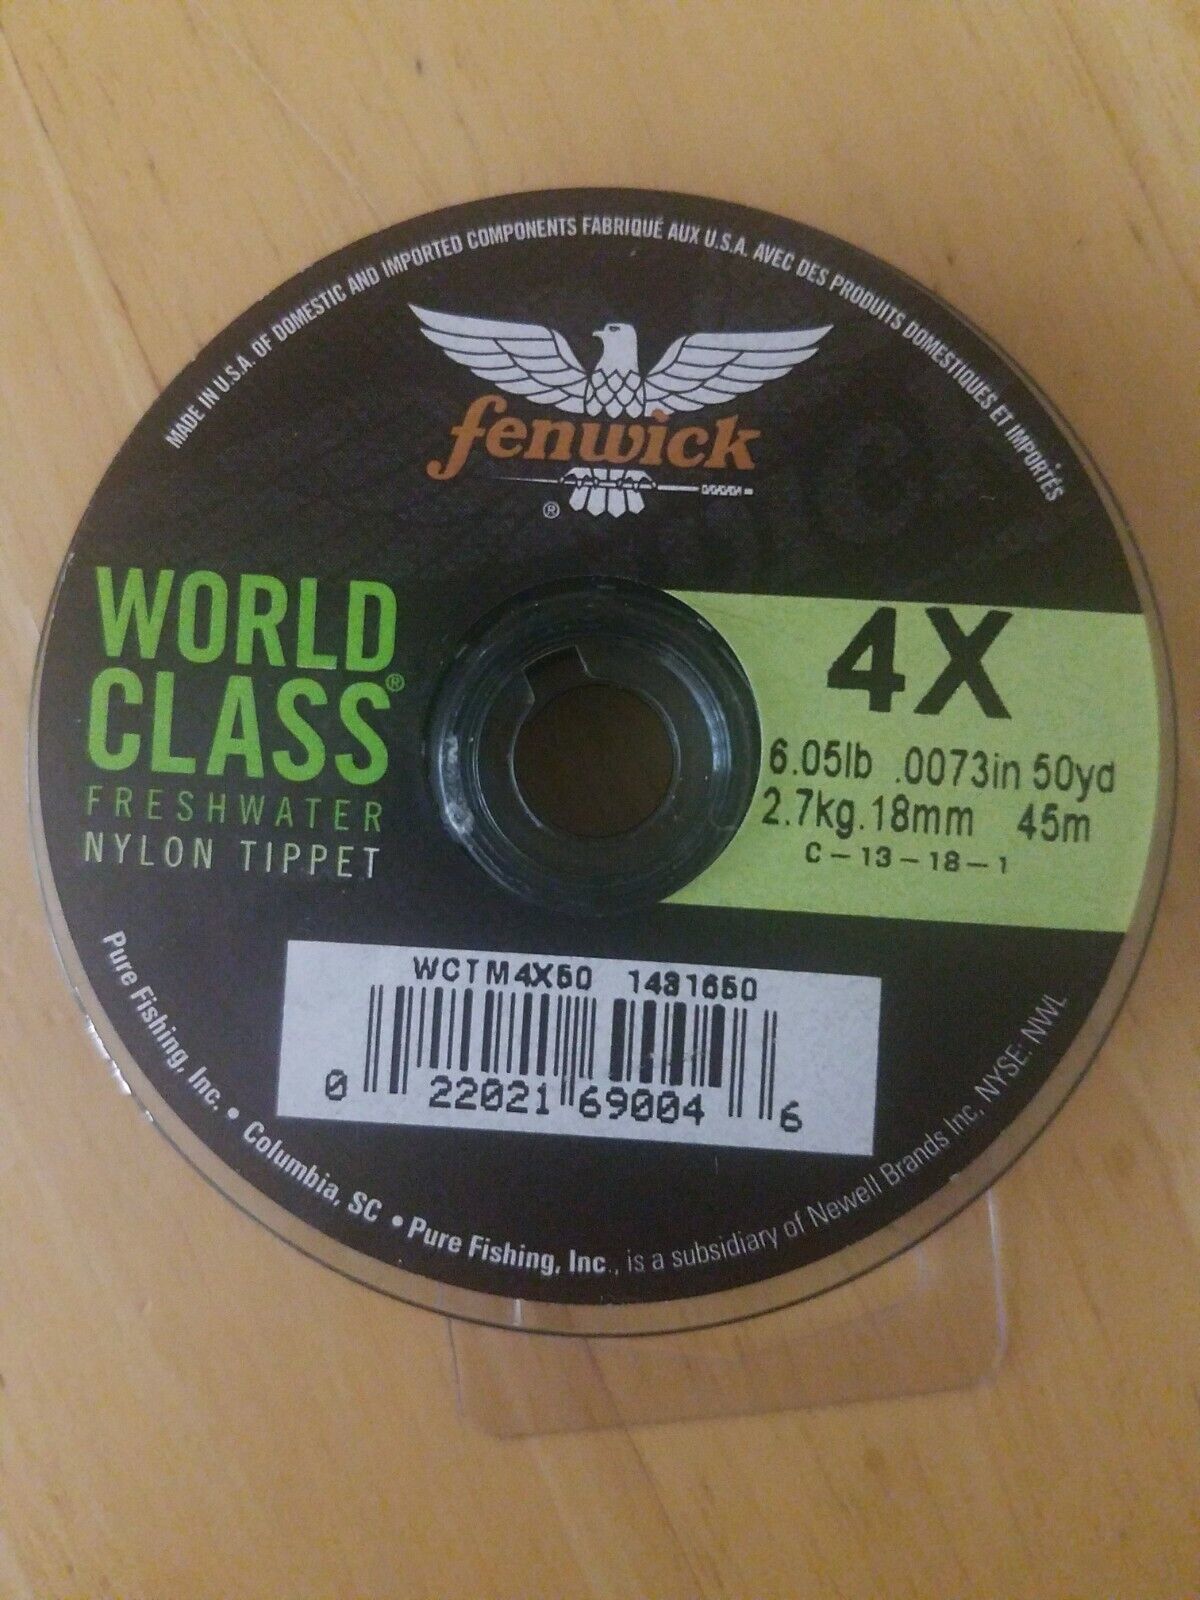 MADE IN U.S.A. OF DOMESTIC AND IMPORTED COMPONENTS FABRIQUÉ AUX U.S.A. AVEC DES PRODUITS DOMESTIQUES ET IMPORTÉS
fenwick
®
WORLD
CLASS®
FRESHWATER
NYLON TIPPET
4X
6.05lb .0073in 50yd
2.7kg .18mm 45m
C-13-18-1
WCTM4X50 1431650
0 22021 69004 6
Pure Fishing, Inc. • Columbia, SC • Pure Fishing, Inc., is a subsidiary of Newell Brands Inc. NYSE: NWL